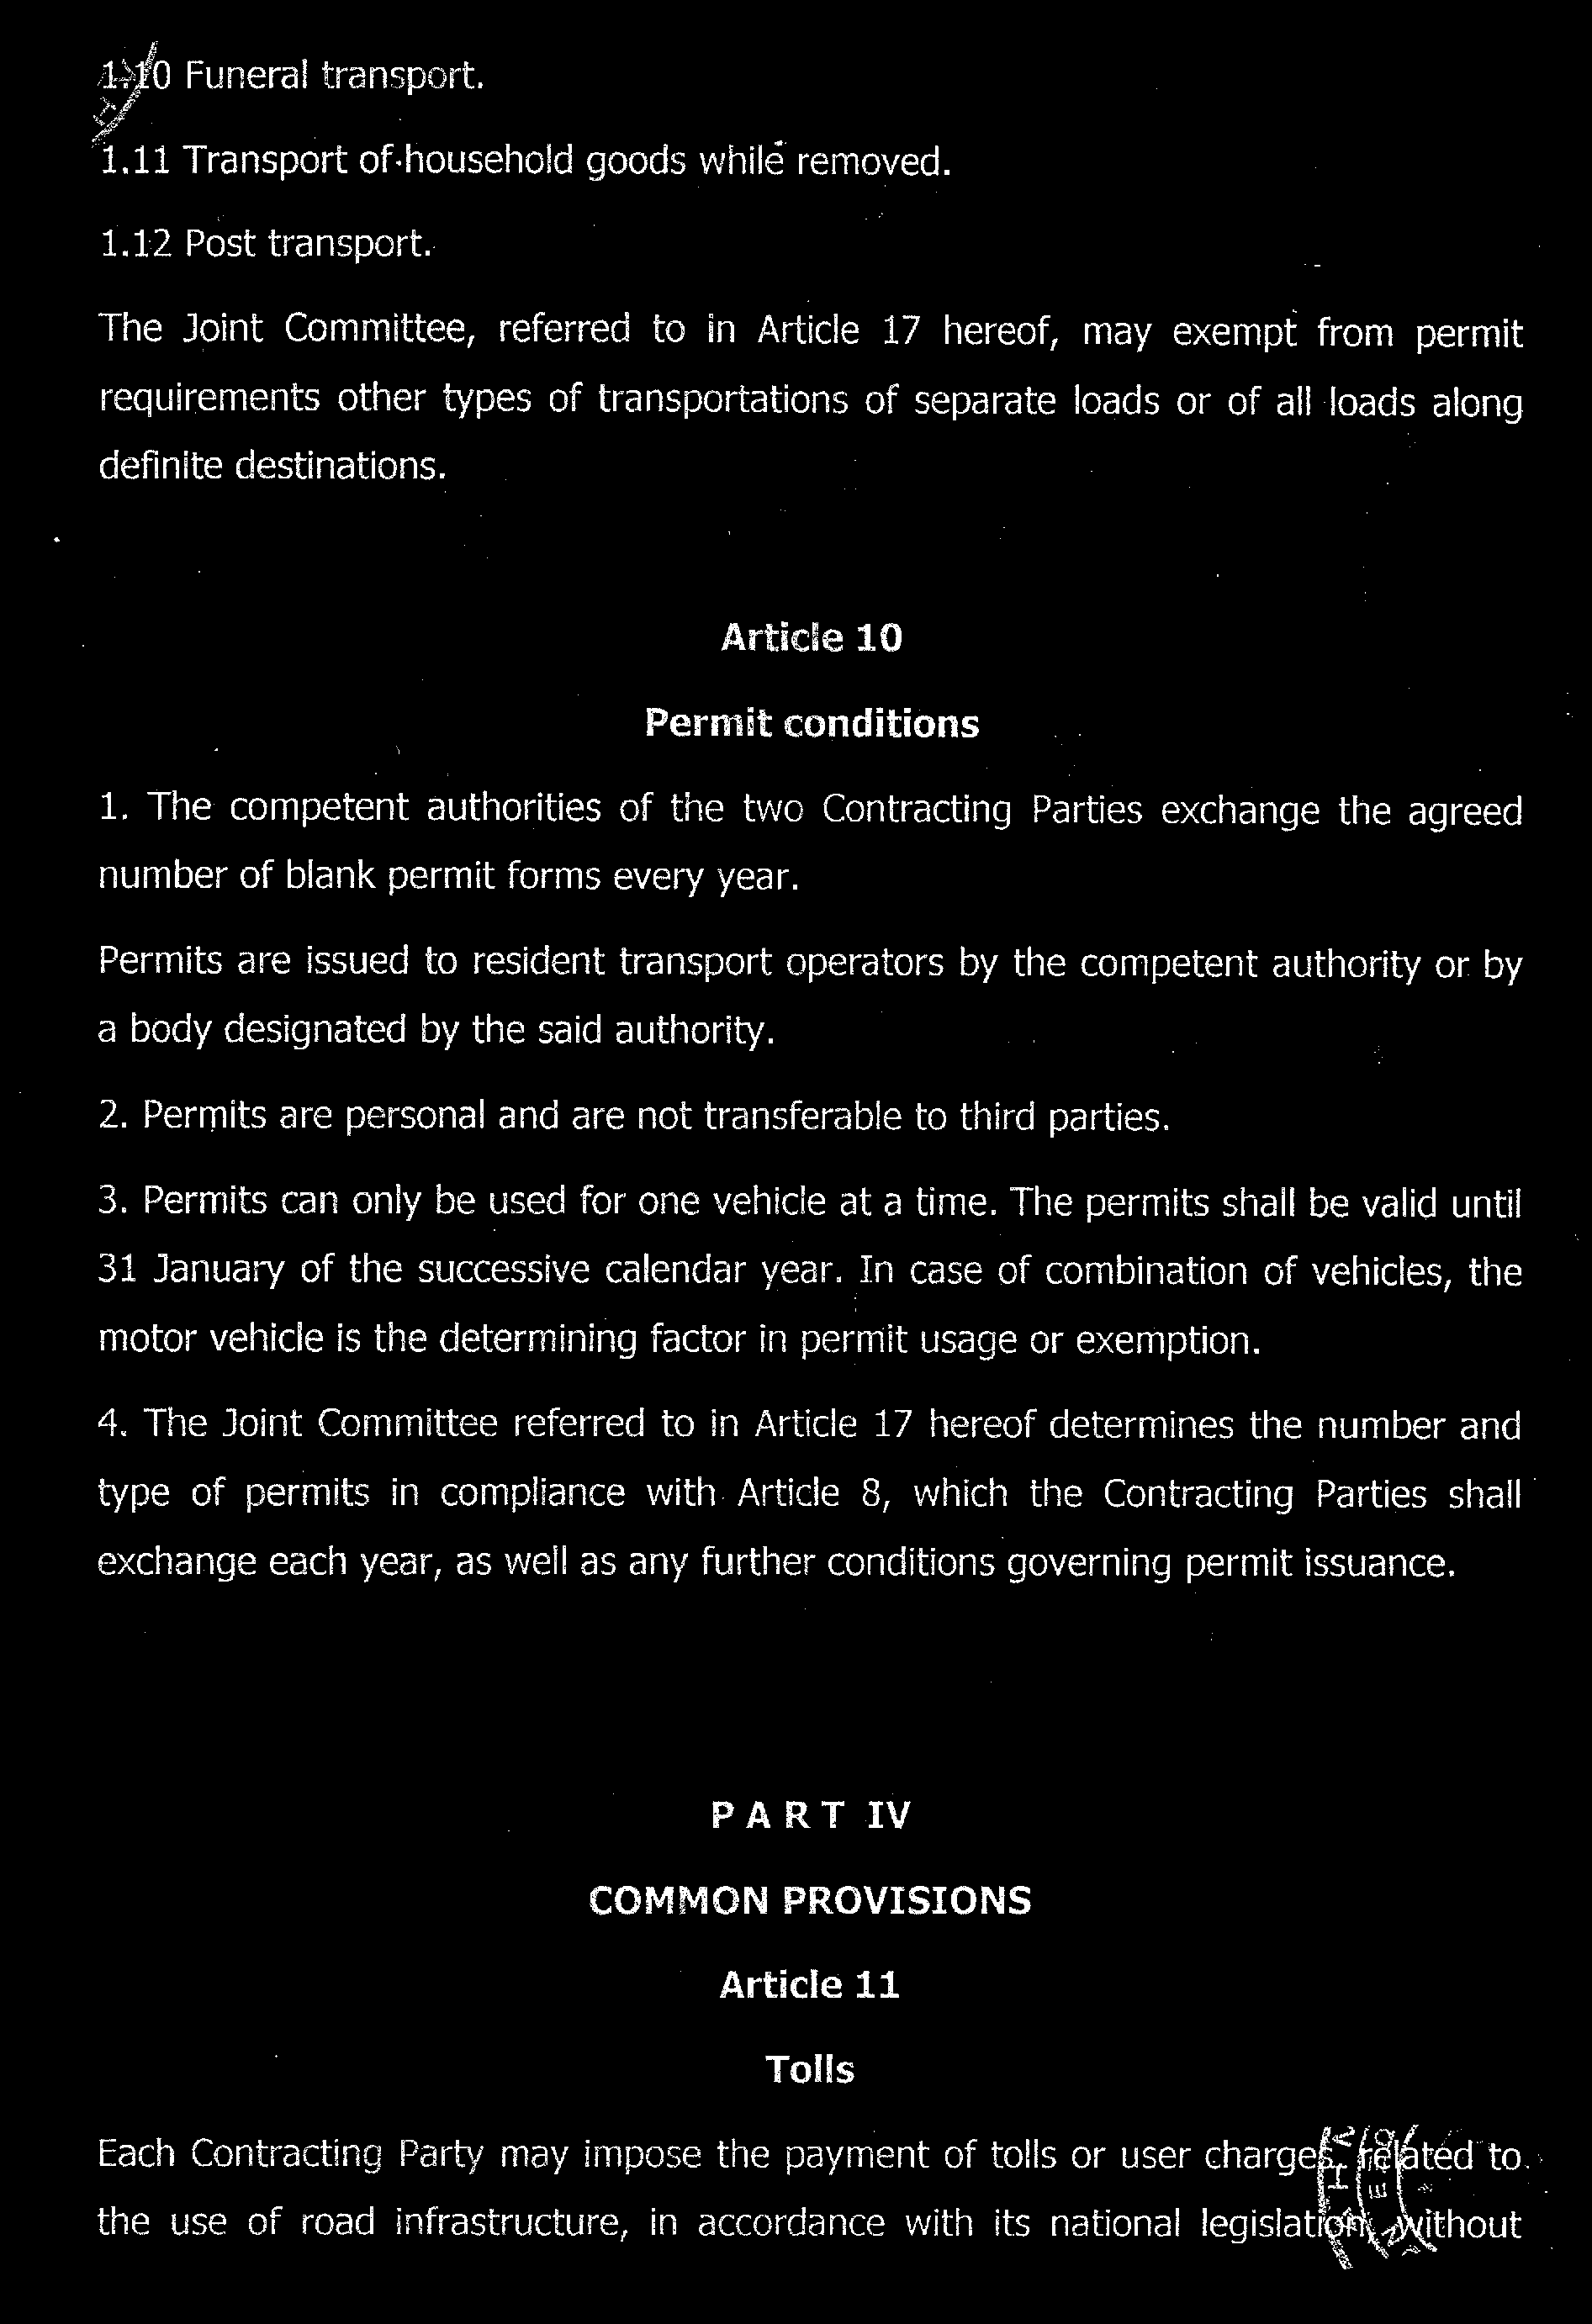 1.10 Funeral transport.
1.11 Transport of household goods while removed.
1.12 Post transport.
The Joint Committee, referred to in Article 17 hereof, may exempt from permit
requirements other types of transportations of separate loads or of all loads along
definite destinations.
Article 10
Permit conditions
1. The competent authorities of the two Contracting Parties exchange the agreed
number of blank permit forms every year.
Permits are issued to resident transport operators by the competent authority or by
a body designated by the said authority.
2. Permits are personal and are not transferable to third parties.
3. Permits can only be used for one vehicle at a time. The permits shall be valid until
31 January of the successive calendar year. In case of combination of vehicles, the
motor vehicle is the determining factor in permit usage or exemption.
4. The Joint Committee referred to in Article 17 hereof determines the number and
type of permits in compliance with Article 8, which the Contracting Parties shall
exchange each year, as well as any further conditions governing permit issuance.
PART IV
COMMON PROVISIONS
Article 11
Tolls
Each Contracting Party may impose the payment of tolls or user charges, related to
the use of road infrastructure, in accordance with its national legislation, without